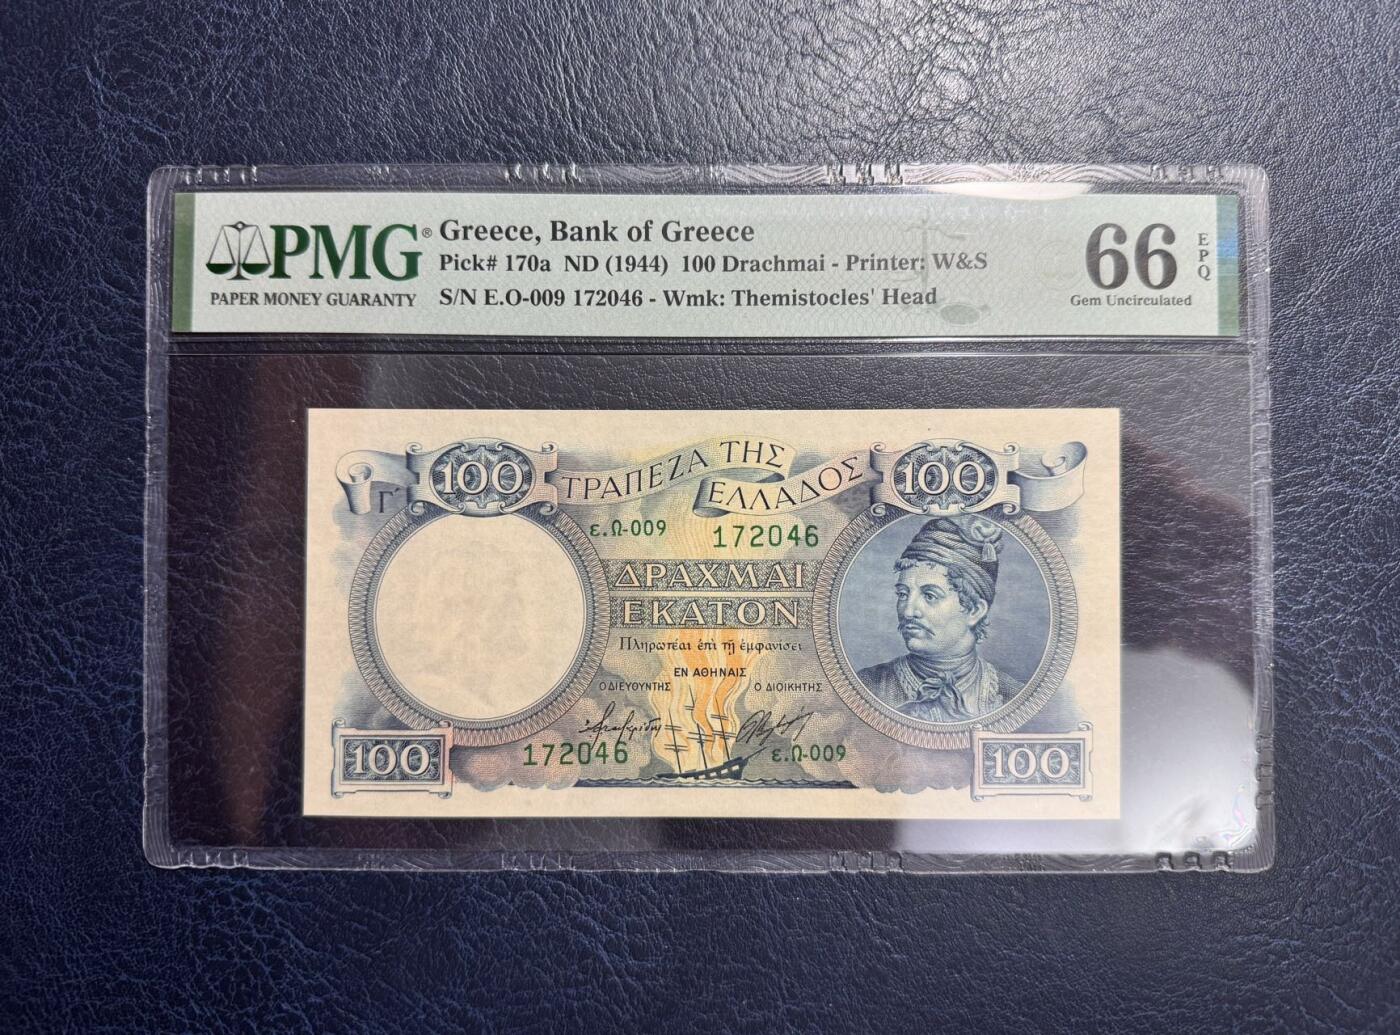 PMG®
PAPER MONEY GUARANTY
Greece, Bank of Greece
Pick# 170a ND (1944) 100 Drachmai - Printer: W&S
S/N E.O-009 172046 - Wmk: Themistocles' Head
66
EPQ
Gem Uncirculated
100
ΤΡΑΠΕΖΑ ΤΗΣ
ΕΛΛΑΔΟΣ
100
Γ΄
ε.Ω-009
172046
ΔΡΑΧΜΑΙ
ΕΚΑΤΟΝ
Πληρωτέαι ἐπὶ τῇ ἐμφανίσει
ΕΝ ΑΘΗΝΑΙΣ
Ο ΔΙΕΥΘΥΝΤΗΣ
Ο ΔΙΟΙΚΗΤΗΣ
172046
ε.Ω-009
100
100